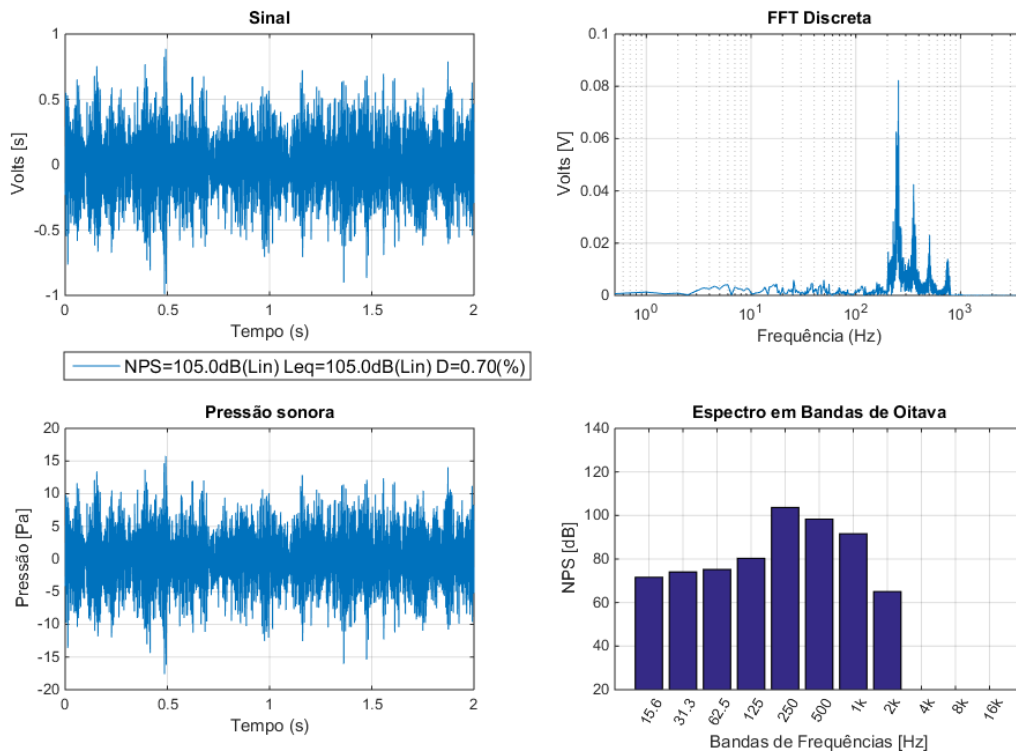 Sinal
1
0.5
0
-0.5
-1
Volts [s]
0
0.5
1
1.5
2
Tempo (s)
FFT Discreta
0.1
0.08
0.06
0.04
0.02
0
Volts [V]
10^0
10^1
10^2
10^3
Frequência (Hz)
NPS=105.0dB(Lin) Leq=105.0dB(Lin) D=0.70(%)
Pressão sonora
20
15
10
5
0
-5
-10
-15
-20
Pressão [Pa]
0
0.5
1
1.5
2
Tempo (s)
Espectro em Bandas de Oitava
140
120
100
80
60
40
20
NPS [dB]
15.6
31.3
62.5
125
250
500
1k
2k
4k
8k
16k
Bandas de Frequências [Hz]